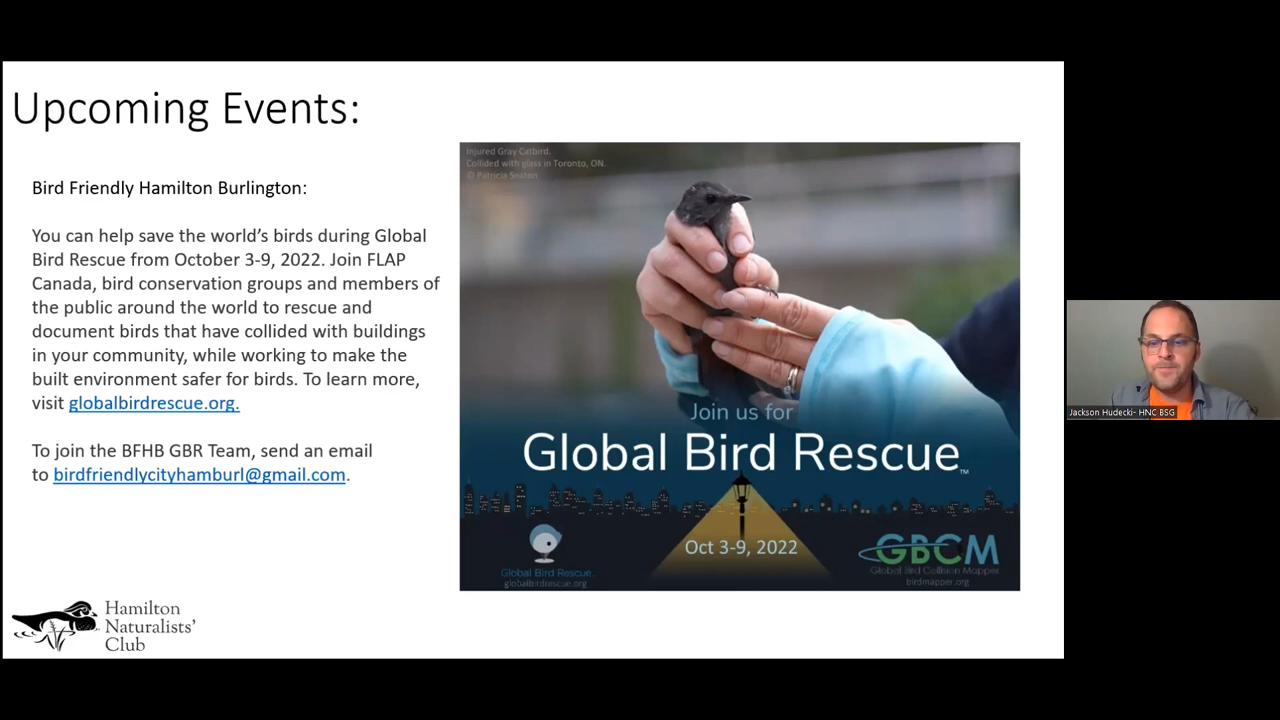 Upcoming Events:
Bird Friendly Hamilton Burlington:
You can help save the world's birds during Global
Bird Rescue from October 3-9, 2022. Join FLAP
Canada, bird conservation groups and members of
the public around the world to rescue and
document birds that have collided with buildings
in your community, while working to make the
built environment safer for birds. To learn more,
visit globalbirdrescue.org.
To join the BFHB GBR Team, send an email
to birdfriendlycityhamburl@gmail.com.
Injured Gray Catbird.
Collided with glass in Toronto, ON.
© Patricia Seaton
Join us for
Global Bird Rescue™
Oct 3-9, 2022
Global Bird Rescue
globalbirdrescue.org
GBCM
Global Bird Collision Mapper
birdmapper.org
Hamilton
Naturalists'
Club
Jackson Hudecki- HNC BSG